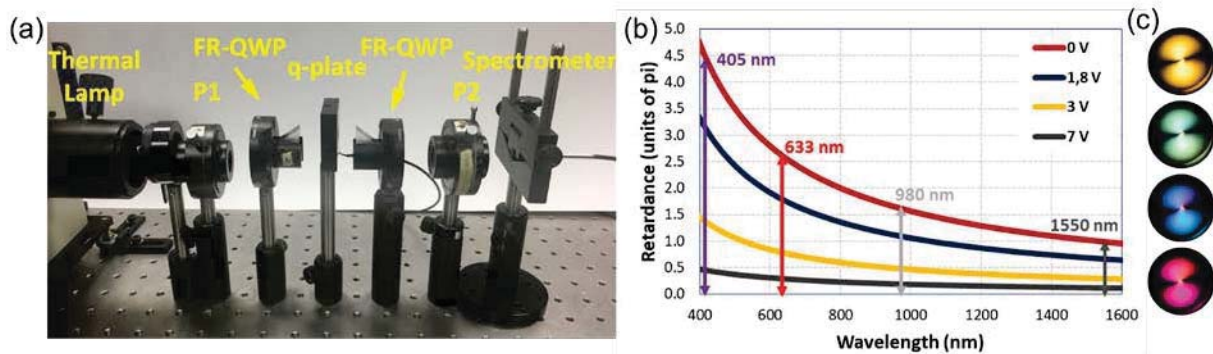 (a)
Thermal
Lamp
P1
FR-QWP
q-plate
FR-QWP
P2
Spectrometer
(b)
Retardance (units of pi)
5.0
4.5
4.0
3.5
3.0
2.5
2.0
1.5
1.0
0.5
0.0
405 nm
633 nm
980 nm
1550 nm
0 V
1,8 V
3 V
7 V
400
600
800
1000
1200
1400
1600
Wavelength (nm)
(c)